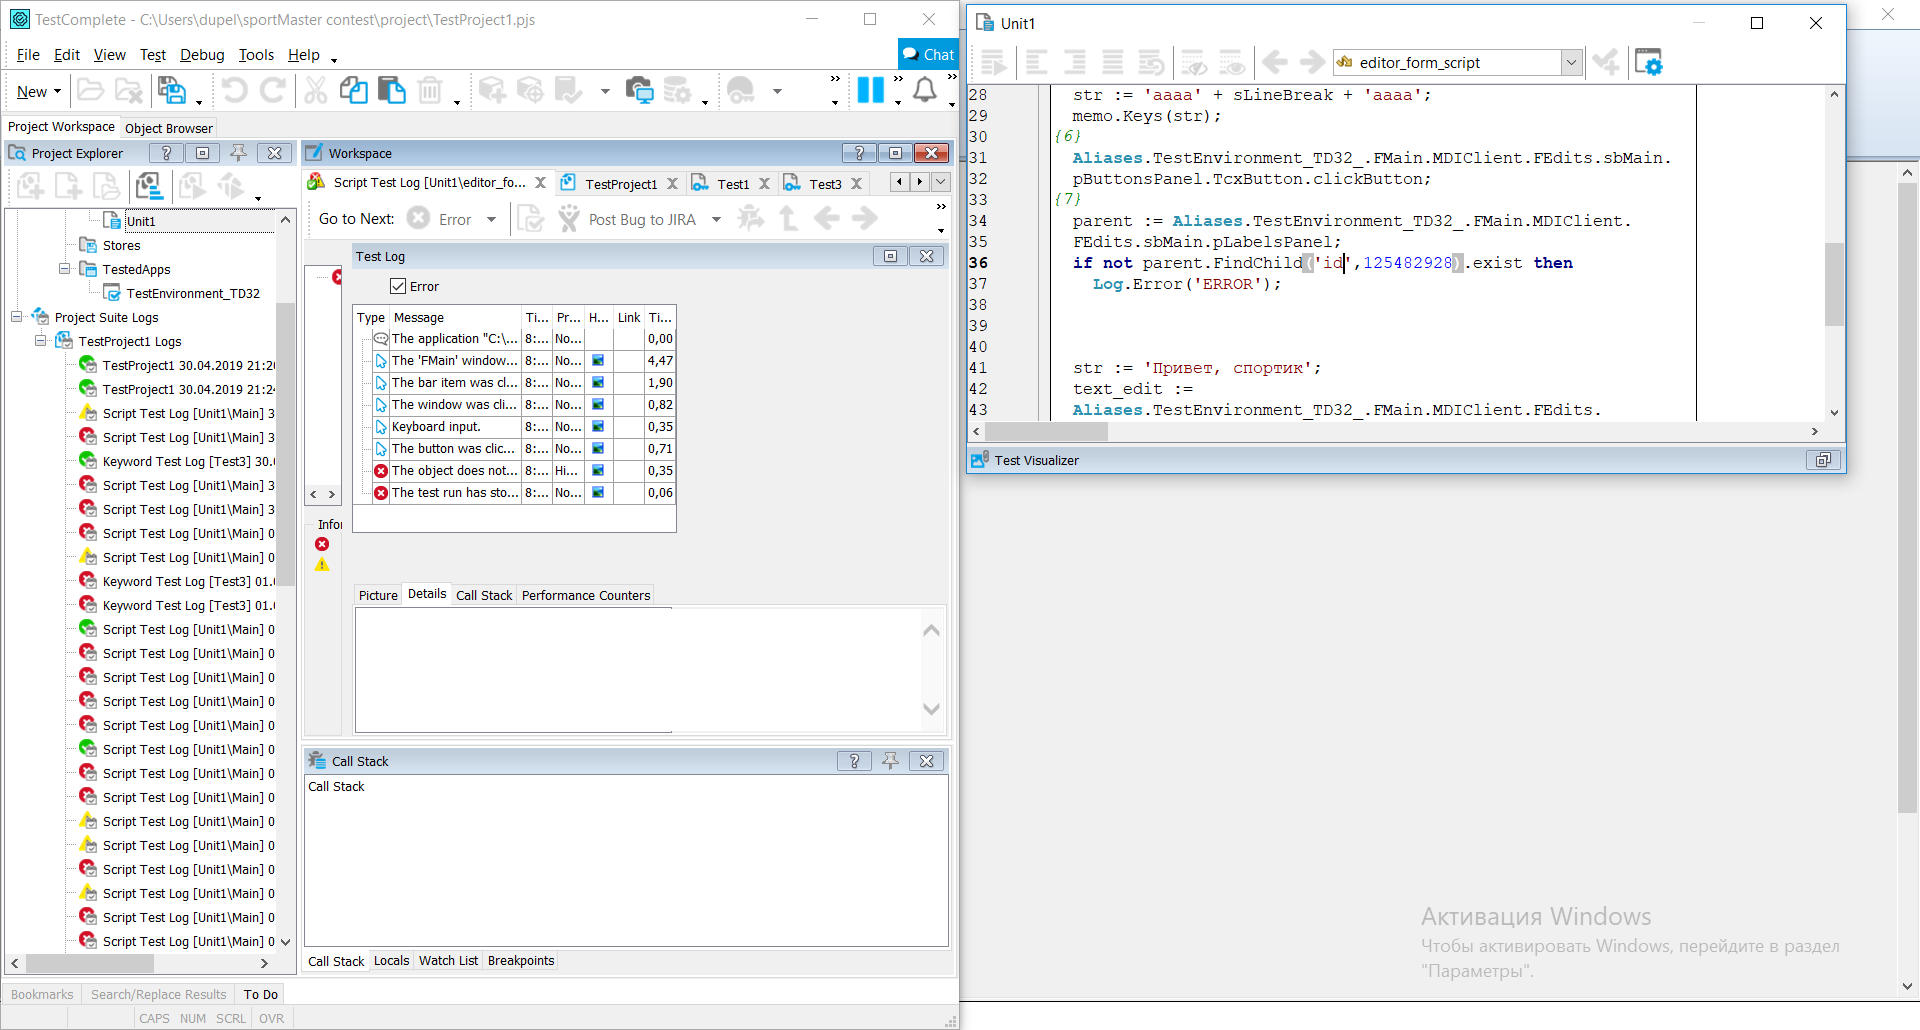 TestComplete - C:\Users\dupel\sportMaster contest\project\TestProject1.pjs
File Edit View Test Debug Tools Help
Chat
New
Project Workspace Object Browser
Project Explorer
Unit1
Stores
TestedApps
TestEnvironment_TD32
Project Suite Logs
TestProject1 Logs
TestProject1 30.04.2019 21:20
TestProject1 30.04.2019 21:24
Script Test Log [Unit1\Main] 3
Script Test Log [Unit1\Main] 3
Keyword Test Log [Test3] 30.0
Script Test Log [Unit1\Main] 3
Script Test Log [Unit1\Main] 3
Script Test Log [Unit1\Main] 0
Script Test Log [Unit1\Main] 0
Keyword Test Log [Test3] 01.0
Keyword Test Log [Test3] 01.0
Script Test Log [Unit1\Main] 0
Script Test Log [Unit1\Main] 0
Script Test Log [Unit1\Main] 0
Script Test Log [Unit1\Main] 0
Script Test Log [Unit1\Main] 0
Script Test Log [Unit1\Main] 0
Script Test Log [Unit1\Main] 0
Script Test Log [Unit1\Main] 0
Script Test Log [Unit1\Main] 0
Script Test Log [Unit1\Main] 0
Script Test Log [Unit1\Main] 0
Script Test Log [Unit1\Main] 0
Script Test Log [Unit1\Main] 0
Script Test Log [Unit1\Main] 0
Workspace
Script Test Log [Unit1\editor_fo... TestProject1 Test1 Test3
Go to Next: Error Post Bug to JIRA
Test Log
Error
Type Message Ti... Pr... H... Link Ti...
The application "C:\... 8:... No... 0,00
The 'FMain' window... 8:... No... 4,47
The bar item was cl... 8:... No... 1,90
The window was cli... 8:... No... 0,82
Keyboard input. 8:... No... 0,35
The button was clic... 8:... No... 0,71
The object does not... 8:... Hi... 0,35
The test run has sto... 8:... No... 0,06
Infor
Picture Details Call Stack Performance Counters
Call Stack
Call Stack
Call Stack Locals Watch List Breakpoints
Bookmarks Search/Replace Results To Do
CAPS NUM SCRL OVR
Unit1
editor_form_script
28 str := 'aaaa' + sLineBreak + 'aaaa';
29 memo.Keys(str);
30 {6}
31 Aliases.TestEnvironment_TD32_.FMain.MDIClient.FEdits.sbMain.
32 pButtonsPanel.TcxButton.clickButton;
33 {7}
34 parent := Aliases.TestEnvironment_TD32_.FMain.MDIClient.
35 FEdits.sbMain.pLabelsPanel;
36 if not parent.FindChild('id',125482928).exist then
37 Log.Error('ERROR');
38
39
40
41 str := 'Привет, спортик';
42 text_edit :=
43 Aliases.TestEnvironment_TD32_.FMain.MDIClient.FEdits.
Test Visualizer
Активация Windows
Чтобы активировать Windows, перейдите в раздел
"Параметры".